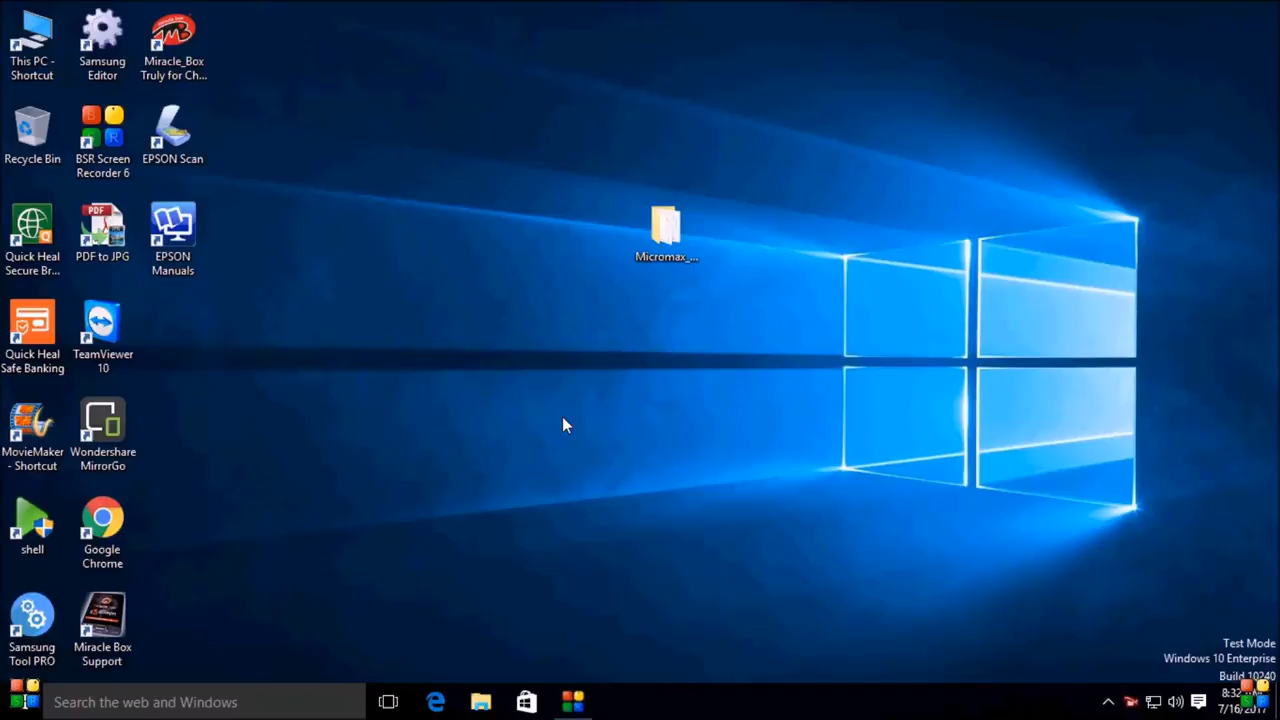 This PC -
Shortcut
Samsung
Editor
Miracle_Box
Truly for Ch...
Recycle Bin
BSR Screen
Recorder 6
EPSON Scan
Quick Heal
Secure Br...
PDF
PDF to JPG
EPSON
Manuals
Micromax_...
Quick Heal
Safe Banking
TeamViewer
10
MovieMaker
- Shortcut
Wondershare
MirrorGo
shell
Google
Chrome
Samsung
Tool PRO
Miracle Box
Support
Test Mode
Windows 10 Enterprise
Build 10240
Search the web and Windows